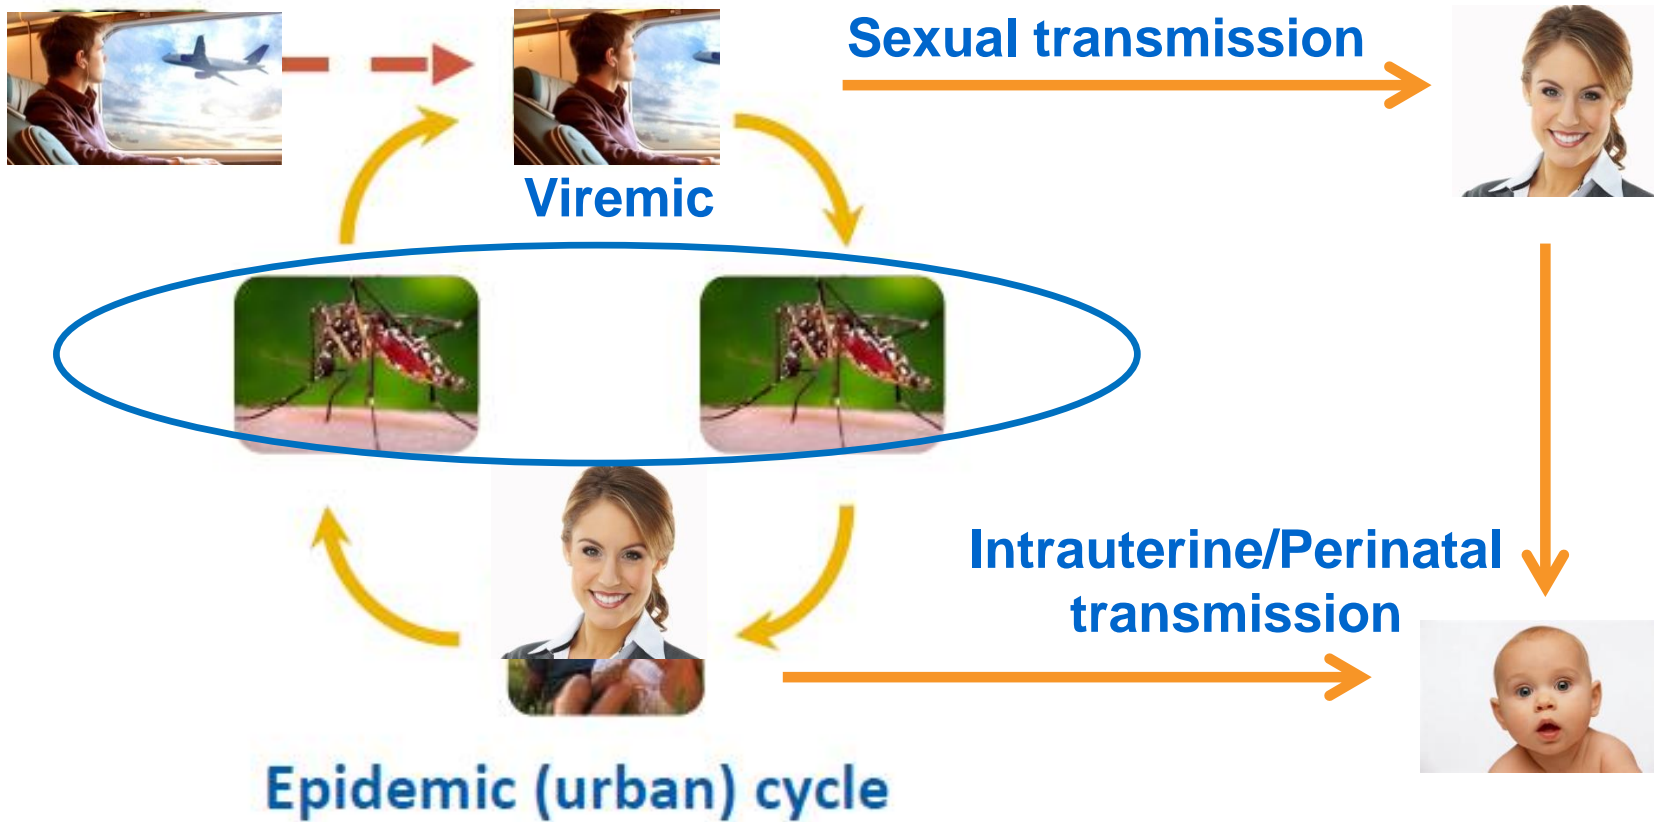 Sexual transmission
Viremic
Intrauterine/Perinatal
transmission
Epidemic (urban) cycle